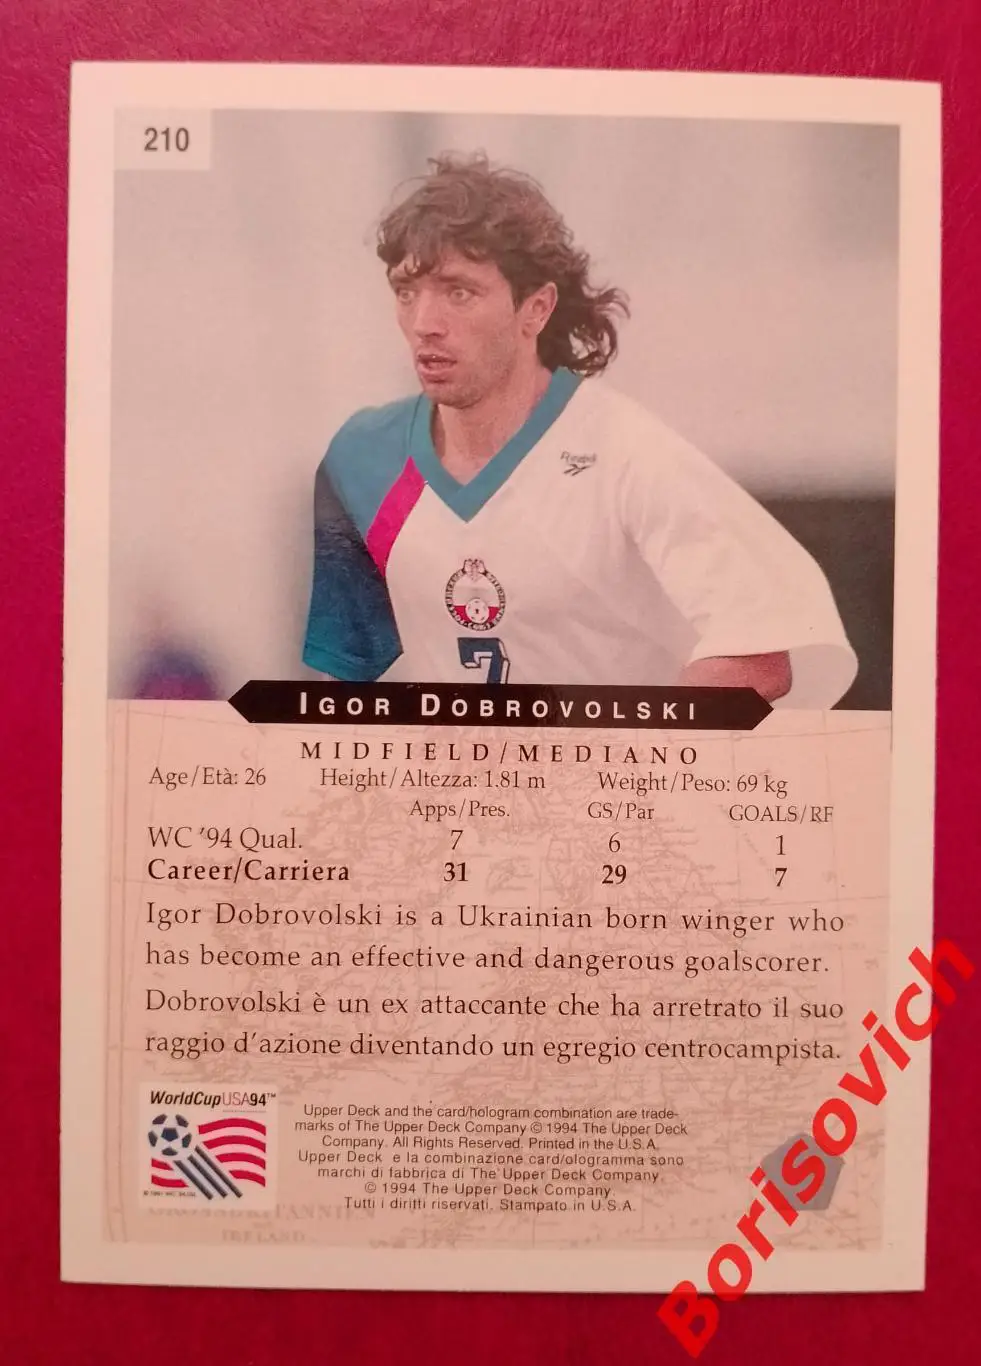 210
Reebok
7
IGOR DOBROVOLSKI
MIDFIELD/MEDIANO
Age/Età: 26 Height/Altezza: 1.81 m Weight/Peso: 69 kg
Apps/Pres. GS/Par GOALS/RF
WC '94 Qual. 7 6 1
Career/Carriera 31 29 7
Igor Dobrovolski is a Ukrainian born winger who
has become an effective and dangerous goalscorer.
Dobrovolski è un ex attaccante che ha arretrato il suo
raggio d'azione diventando un egregio centrocampista.
WorldCupUSA94™
Upper Deck and the card/hologram combination are trade-
marks of The Upper Deck Company © 1994 The Upper Deck
Company. All Rights Reserved. Printed in the U.S.A.
Upper Deck e la combinazione card/ologramma sono
marchi di fabbrica di The Upper Deck Company.
© 1994 The Upper Deck Company.
Tutti i diritti riservati. Stampato in U.S.A.
IRELAND
Borisovich